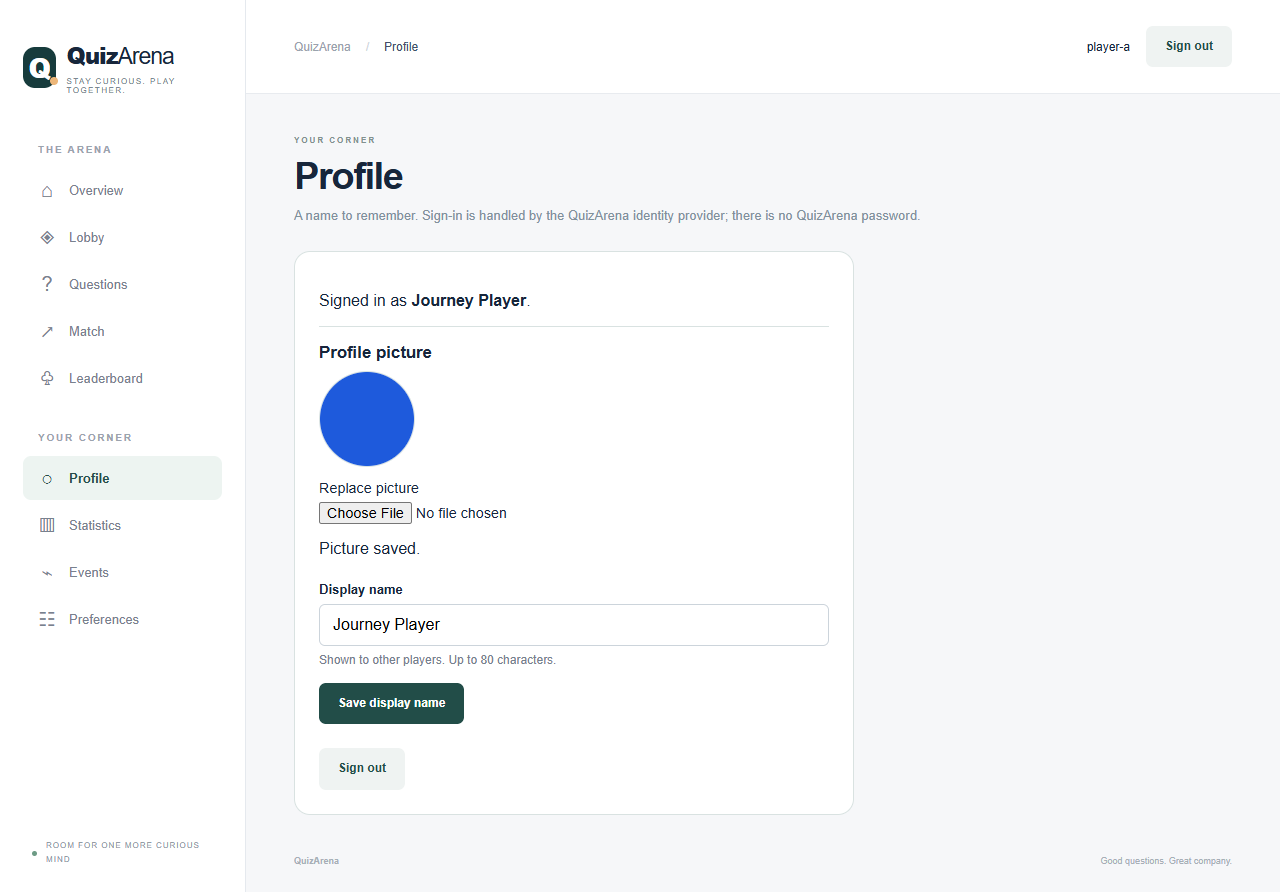 QuizArena
STAY CURIOUS. PLAY
TOGETHER.
THE ARENA
Overview
Lobby
Questions
Match
Leaderboard
YOUR CORNER
Profile
Statistics
Events
Preferences
ROOM FOR ONE MORE CURIOUS
MIND
QuizArena / Profile
player-a
Sign out
YOUR CORNER
Profile
A name to remember. Sign-in is handled by the QuizArena identity provider; there is no QuizArena password.
Signed in as Journey Player.
Profile picture
Replace picture
Choose File No file chosen
Picture saved.
Display name
Journey Player
Shown to other players. Up to 80 characters.
Save display name
Sign out
QuizArena
Good questions. Great company.